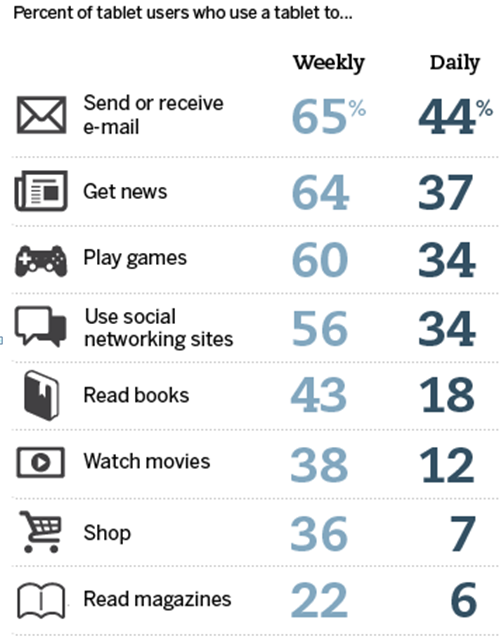 Percent of tablet users who use a tablet to...
Weekly Daily
Send or receive
e-mail 65% 44%
Get news 64 37
Play games 60 34
Use social
networking sites 56 34
Read books 43 18
Watch movies 38 12
Shop 36 7
Read magazines 22 6